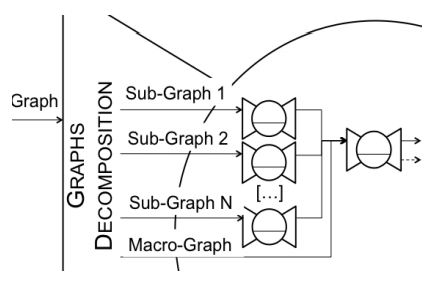 Graph
GRAPHS
DECOMPOSITION
Sub-Graph 1
Sub-Graph 2
[...]
Sub-Graph N
Macro-Graph